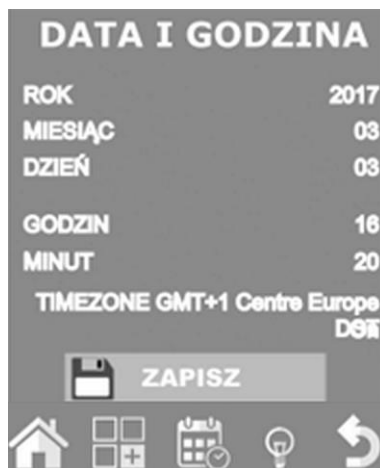 DATA I GODZINA
ROK 2017
MIESIĄC 03
DZIEŃ 03
GODZIN 16
MINUT 20
TIMEZONE GMT+1 Centre Europe
ZAPISZ